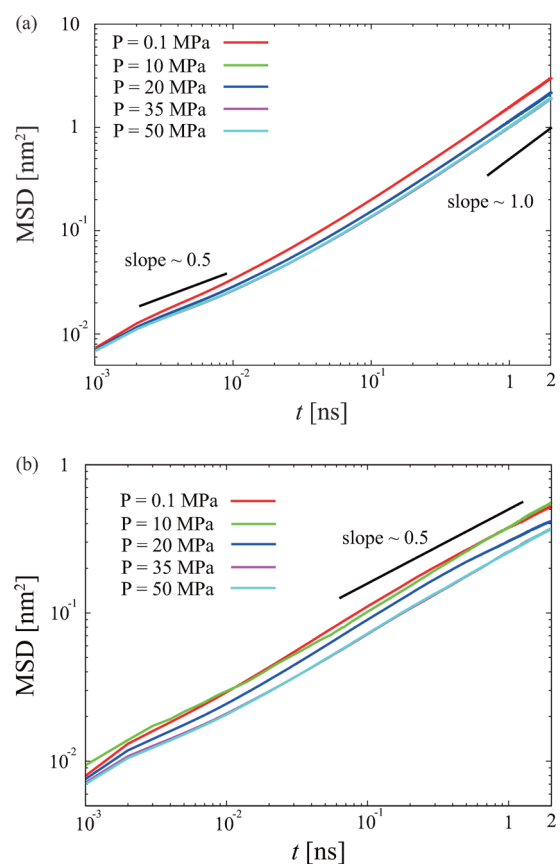 (a)
10
P = 0.1 MPa
P = 10 MPa
P = 20 MPa
P = 35 MPa
P = 50 MPa
1
MSD [nm²]
10⁻¹
slope ~ 1.0
slope ~ 0.5
10⁻²
10⁻³ 10⁻² 10⁻¹ 1 2
t [ns]
(b)
1
P = 0.1 MPa
P = 10 MPa
P = 20 MPa
P = 35 MPa
P = 50 MPa
slope ~ 0.5
MSD [nm²]
10⁻¹
10⁻²
10⁻³ 10⁻² 10⁻¹ 1 2
t [ns]